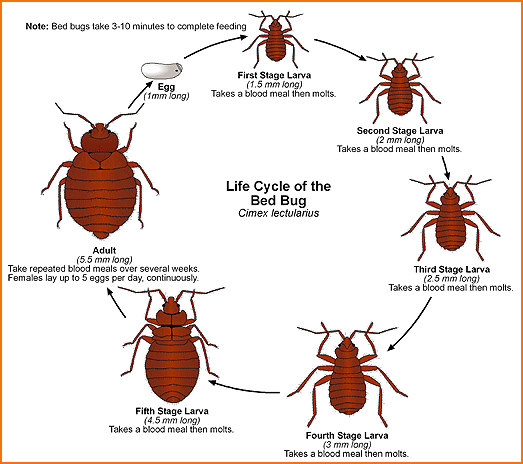 Note: Bed bugs take 3-10 minutes to complete feeding
Egg
(1mm long)
First Stage Larva
(1.5 mm long)
Takes a blood meal then molts.
Second Stage Larva
(2 mm long)
Takes a blood meal then molts.
Life Cycle of the
Bed Bug
Cimex lectularius
Third Stage Larva
(2.5 mm long)
Takes a blood meal then molts.
Adult
(5.5 mm long)
Take repeated blood meals over several weeks.
Females lay up to 5 eggs per day, continuously.
Fifth Stage Larva
(4.5 mm long)
Takes a blood meal then molts.
Fourth Stage Larva
(3 mm long)
Takes a blood meal then molts.